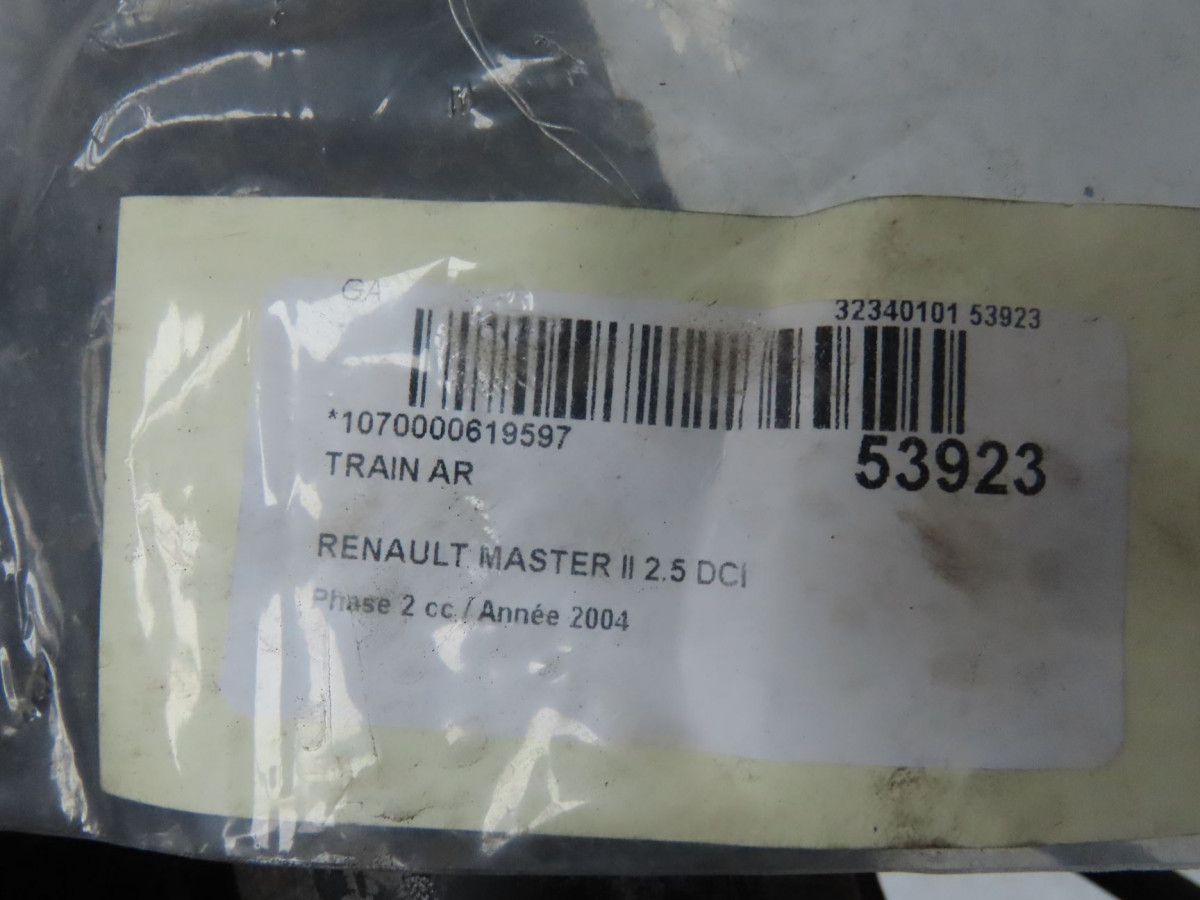 GA
32340101 53923
*1070000619597
53923
TRAIN AR
RENAULT MASTER II 2.5 DCI
Phase 2 cc / Année 2004